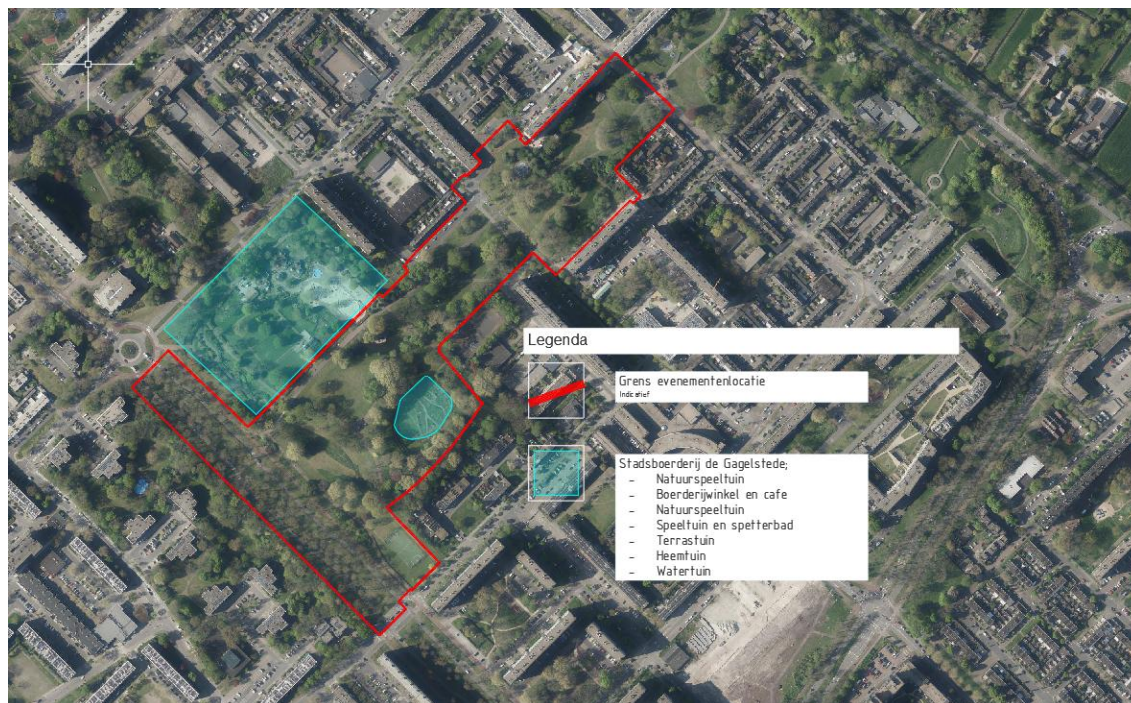 Legenda
Grens evenementenlocatie
Indicatief
Stadsboerderij de Gagelstede;
- Natuurspeeltuin
- Boerderijwinkel en cafe
- Natuurspeeltuin
- Speeltuin en spetterbad
- Terrastuin
- Heemtuin
- Watertuin